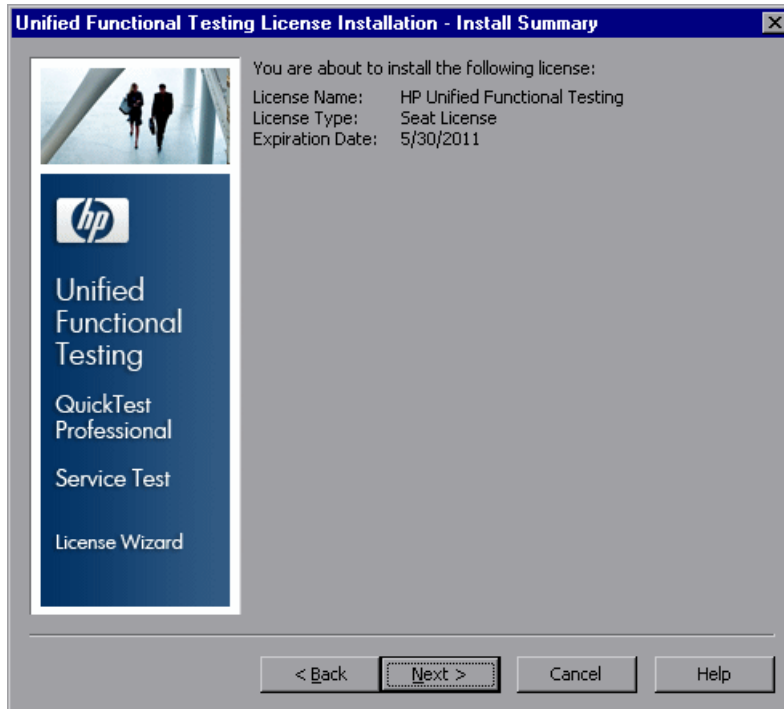 Unified Functional Testing License Installation - Install Summary
You are about to install the following license:
License Name: HP Unified Functional Testing
License Type: Seat License
Expiration Date: 5/30/2011
hp
Unified
Functional
Testing
QuickTest
Professional
Service Test
License Wizard
< Back Next > Cancel Help